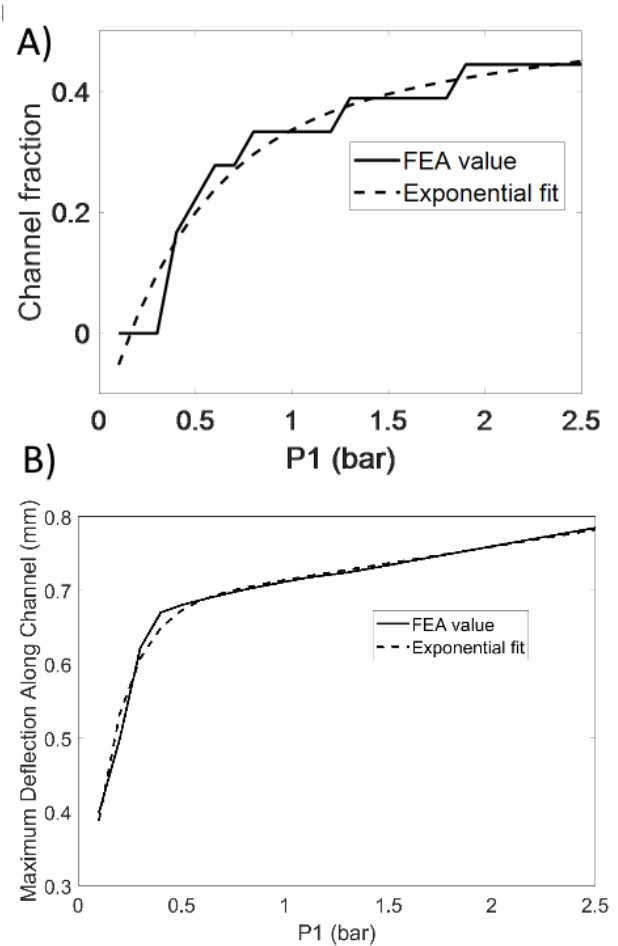 A)
Channel fraction
0.4
0.2
0
FEA value
Exponential fit
0 0.5 1 1.5 2 2.5
P1 (bar)
B)
Maximum Deflection Along Channel (mm)
0.8
0.7
0.6
0.5
0.4
0.3
FEA value
Exponential fit
0 0.5 1 1.5 2 2.5
P1 (bar)